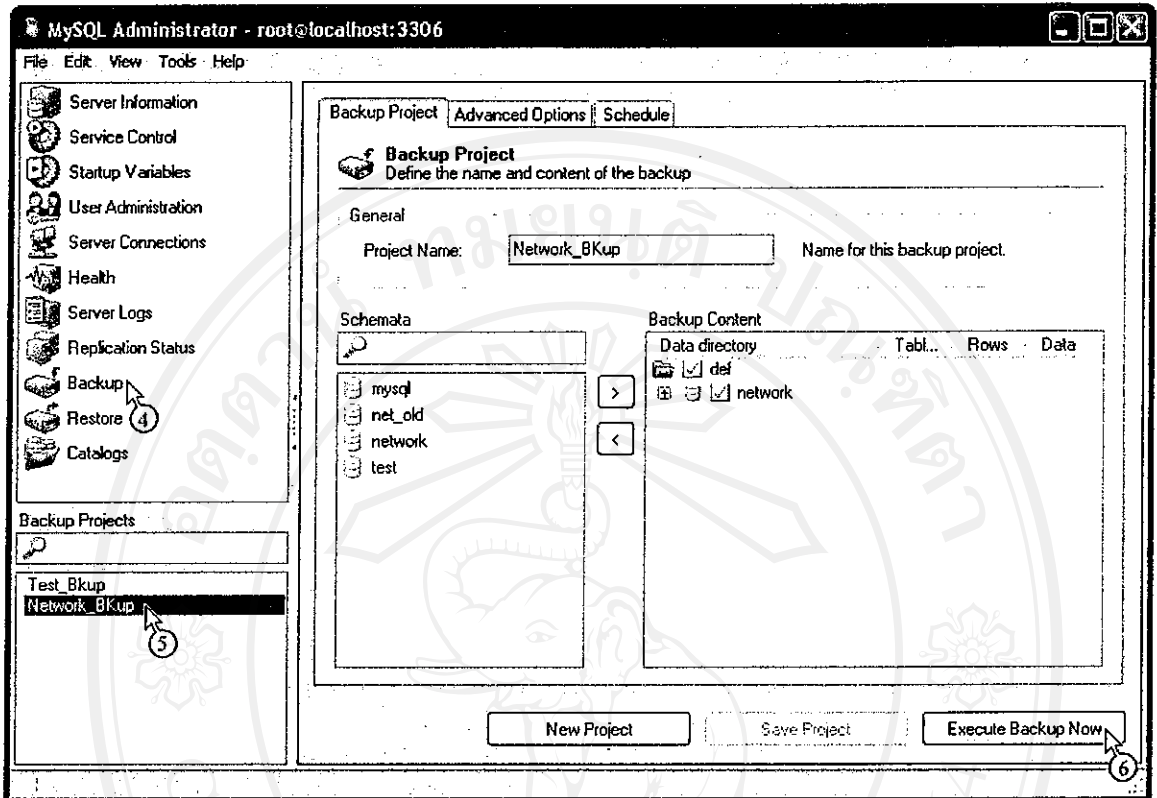 MySQL Administrator - root@localhost:3306
File Edit View Tools Help
Server Information
Service Control
Startup Variables
User Administration
Server Connections
Health
Server Logs
Replication Status
Backup
4
Restore
Catalogs
Backup Projects
Test_Bkup
Network_BKup
5
Backup Project Advanced Options Schedule
Backup Project
Define the name and content of the backup
General
Project Name: Network_BKup Name for this backup project.
Schemata
mysql
net_old
network
test
>
<
Backup Content
Data directory Tabl... Rows Data
def
network
New Project Save Project Execute Backup Now
6